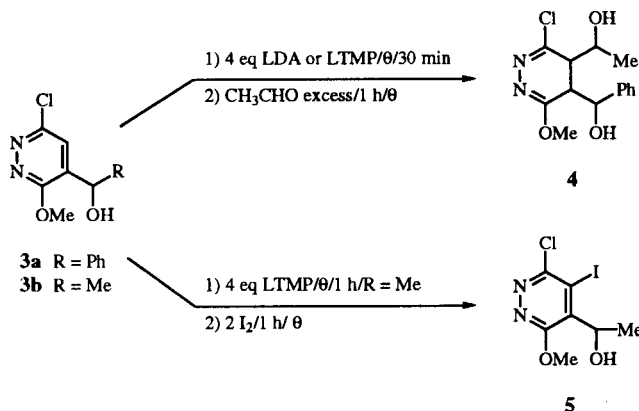 Cl
OH
Me
N
N
Ph
OMe
OH
4
1) 4 eq LDA or LTMP/θ/30 min
2) CH₃CHO excess/1 h/θ
Cl
N
N
R
OMe
OH
3a R = Ph
3b R = Me
1) 4 eq LTMP/θ/1 h/R = Me
2) 2 I₂/1 h/ θ
Cl
I
N
N
Me
OMe
OH
5